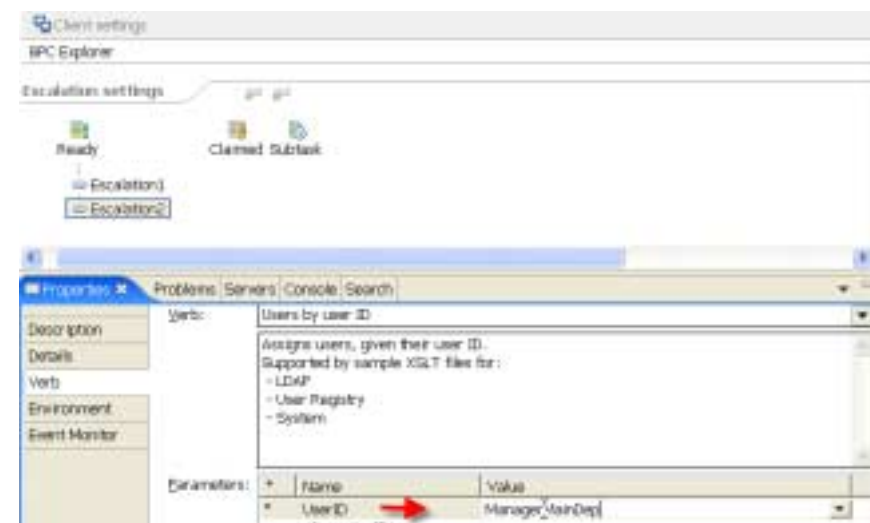 Client settings
BPC Explorer
Escalation settings
Ready
Claimed Subtask
Escalation1
Escalation2
Properties
Problems Servers Console Search
Verb: Users by user ID
Description
Details
Verb
Environment
Event Monitor
Assigns users, given their user ID.
Supported by sample XSLT files for:
- LDAP
- User Registry
- System
Parameters: * Name Value
* UserID ManagerMainDep